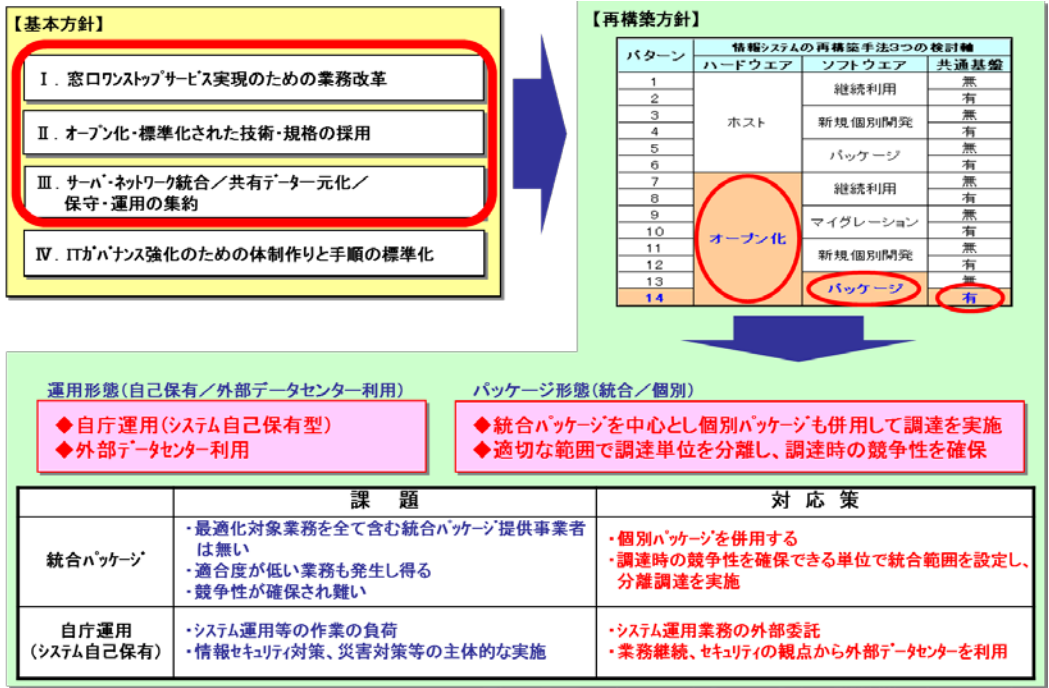 【基本方針】
Ⅰ．窓口ワンストップサービス実現のための業務改革
Ⅱ．オープン化・標準化された技術・規格の採用
Ⅲ．サーバ・ネットワーク統合／共有データ一元化／
保守・運用の集約
Ⅳ．ITガバナンス強化のための体制作りと手順の標準化
【再構築方針】
パターン
情報システムの再構築手法3つの検討軸
ハードウエア ソフトウエア 共通基盤
1 ホスト 継続利用 無
2 有
3 新規個別開発 無
4 有
5 パッケージ 無
6 有
7 オープン化 継続利用 無
8 有
9 マイグレーション 無
10 有
11 新規個別開発 無
12 有
13 パッケージ 無
14 有
運用形態（自己保有／外部データセンター利用）
◆自庁運用（システム自己保有型）
◆外部データセンター利用
パッケージ形態（統合／個別）
◆統合パッケージを中心とし個別パッケージも併用して調達を実施
◆適切な範囲で調達単位を分離し、調達時の競争性を確保
課 題 対 応 策
統合パッケージ
・最適化対象業務を全て含む統合パッケージ提供事業者
は無い
・適合度が低い業務も発生し得る
・競争性が確保され難い
・個別パッケージを併用する
・調達時の競争性を確保できる単位で統合範囲を設定し、
分離調達を実施
自庁運用
（システム自己保有）
・システム運用等の作業の負荷
・情報セキュリティ対策、災害対策等の主体的な実施
・システム運用業務の外部委託
・業務継続、セキュリティの観点から外部データセンターを利用